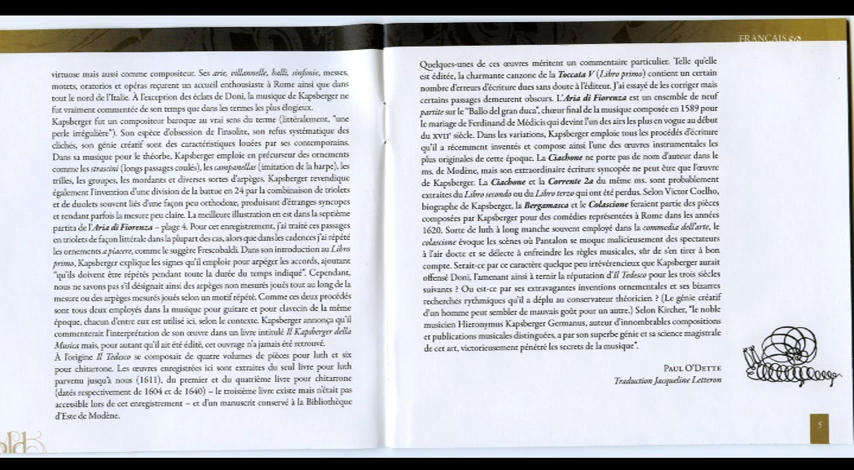 FRANÇAIS
virtuose mais aussi comme compositeur. Ses arie, villannelle, balli, sinfonie, messes,
motets, oratorios et opéras reçurent un accueil enthousiaste à Rome ainsi que dans
tout le nord de l'Italie. À l'exception des éclats de Doni, la musique de Kapsberger ne
fut vraiment commentée de son temps que dans les termes les plus élogieux.
Kapsberger fut un compositeur baroque au vrai sens du terme (littéralement, "une
perle irrégulière"). Son espèce d'obsession de l'insolite, son refus systématique des
clichés, son génie créatif sont des caractéristiques louées par ses contemporains.
Dans sa musique pour le théorbe, Kapsberger emploie en précurseur des ornements
comme les strascini (longs passages coulés), les campanellas (imitation de la harpe), les
trilles, les groupes, les mordants et diverses sortes d'arpèges. Kapsberger revendique
également l'invention d'une division de la battue en 24 par la combinaison de triolets
et de duolets souvent liés d'une façon peu orthodoxe, produisant d'étranges syncopes
et rendant parfois la mesure peu claire. La meilleure illustration en est dans la septième
partita de l'Aria di Fiorenza – plage 4. Pour cet enregistrement, j'ai traité ces passages
en triolets de façon littérale dans la plupart des cas, alors que dans les cadences j'ai répété
les ornements a piacere, comme le suggère Frescobaldi. Dans son introduction au Libro
primo, Kapsberger explique les signes qu'il emploie pour arpéger les accords, ajoutant
"qu'ils doivent être répétés pendant toute la durée du temps indiqué". Cependant,
nous ne savons pas s'il désignait ainsi des arpèges non mesurés joués tout au long de la
mesure ou des arpèges mesurés joués selon un motif répété. Comme ces deux procédés
sont tous deux employés dans la musique pour guitare et pour clavecin de la même
époque, chacun d'entre eux est utilisé ici, selon le contexte. Kapsberger annonça qu'il
commenterait l'interprétation de son œuvre dans un livre intitulé Il Kapsberger della
Musica mais, pour autant qu'il ait été édité, cet ouvrage n'a jamais été retrouvé.
À l'origine Il Tedesco se composait de quatre volumes de pièces pour luth et six
pour chitarrone. Les œuvres enregistrées ici sont extraites du seul livre pour luth
parvenu jusqu'à nous (1611), du premier et du quatrième livre pour chitarrone
(datés respectivement de 1604 et de 1640) – le troisième livre existe mais n'était pas
accessible lors de cet enregistrement – et d'un manuscrit conservé à la Bibliothèque
d'Este de Modène.
Quelques-unes de ces œuvres méritent un commentaire particulier. Telle qu'elle
est éditée, la charmante canzone de la Toccata V (Libro primo) contient un certain
nombre d'erreurs d'écriture dues sans doute à l'éditeur. J'ai essayé de les corriger mais
certains passages demeurent obscurs. L'Aria di Fiorenza est un ensemble de neuf
partite sur le "Ballo del gran duca", chœur final de la musique composée en 1589 pour
le mariage de Ferdinand de Médicis qui devint l'un des airs les plus en vogue au début
du XVIIe siècle. Dans les variations, Kapsberger emploie tous les procédés d'écriture
qu'il a récemment inventés et compose ainsi l'une des œuvres instrumentales les
plus originales de cette époque. La Ciachone ne porte pas de nom d'auteur dans le
ms. de Modène, mais son extraordinaire écriture syncopée ne peut être que l'œuvre
de Kapsberger. La Ciachone et la Corrente 2a du même ms. sont probablement
extraites du Libro secondo ou du Libro terzo qui ont été perdus. Selon Victor Coelho,
biographe de Kapsberger, la Bergamasca et le Colascione feraient partie des pièces
composées par Kapsberger pour des comédies représentées à Rome dans les années
1620. Sorte de luth à long manche souvent employé dans la commedia dell'arte, le
colascione évoque les scènes où Pantalon se moque malicieusement des spectateurs
à l'air docte et se délecte à enfreindre les règles musicales, sûr de s'en tirer à bon
compte. Serait-ce par ce caractère quelque peu irrévérencieux que Kapsberger aurait
offensé Doni, l'amenant ainsi à ternir la réputation d'Il Tedesco pour les trois siècles
suivants ? Ou est-ce par ses extravagantes inventions ornementales et ses bizarres
recherches rythmiques qu'il a déplu au conservateur théoricien ? (Le génie créatif
d'un homme peut sembler de mauvais goût pour un autre.) Selon Kircher, "le noble
musicien Hieronymus Kapsberger Germanus, auteur d'innombrables compositions
et publications musicales distinguées, a par son superbe génie et sa science magistrale
de cet art, victorieusement pénétré les secrets de la musique".
PAUL O'DETTE
Traduction Jacqueline Letteron
5